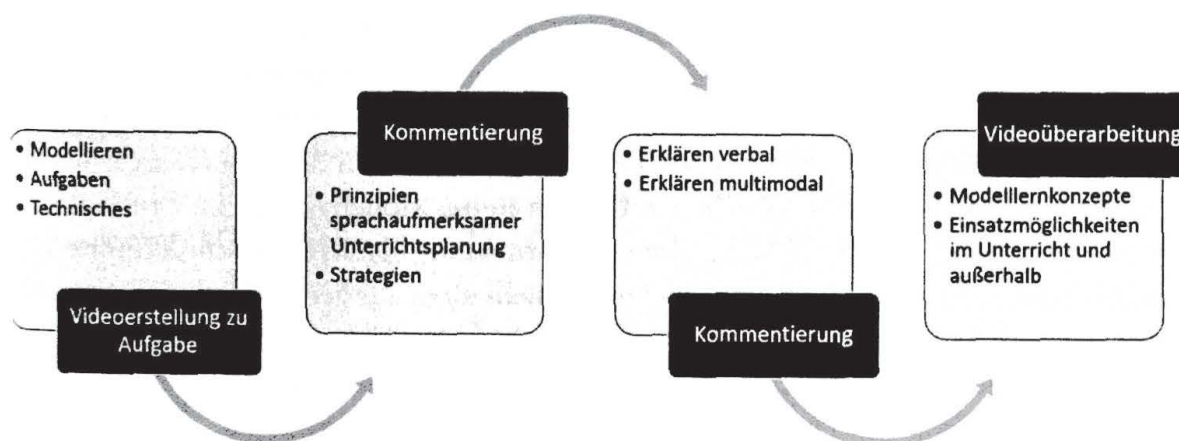 • Modellieren
• Aufgaben
• Technisches
Videoerstellung zu
Aufgabe
Kommentierung
• Prinzipien
sprachaufmerksamer
Unterrichtsplanung
• Strategien
• Erklären verbal
• Erklären multimodal
Kommentierung
Videoüberarbeitung
• Modelllernkonzepte
• Einsatzmöglichkeiten
im Unterricht und
außerhalb